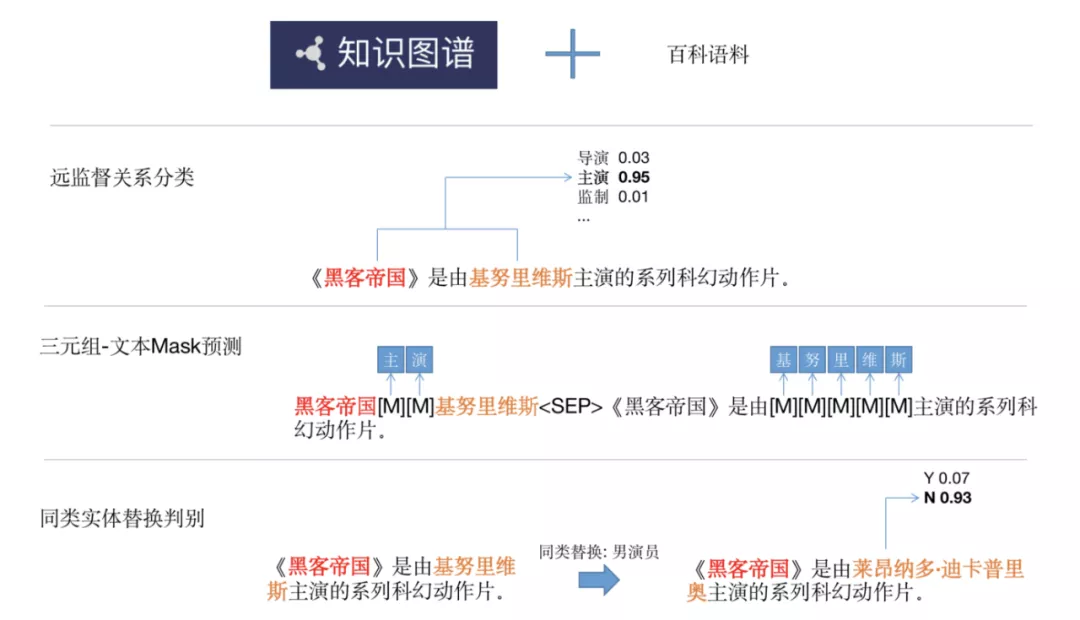 知识图谱
百科语料
远监督关系分类
导演 0.03
主演 0.95
监制 0.01
...
《黑客帝国》是由基努里维斯主演的系列科幻动作片。
三元组-文本Mask预测
主 演
基 努 里 维 斯
黑客帝国[M][M]基努里维斯<SEP>《黑客帝国》是由[M][M][M][M][M]主演的系列科
幻动作片。
同类实体替换判别
《黑客帝国》是由基努里维
斯主演的系列科幻动作片。
同类替换: 男演员
Y 0.07
N 0.93
《黑客帝国》是由莱昂纳多·迪卡普里
奥主演的系列科幻动作片。